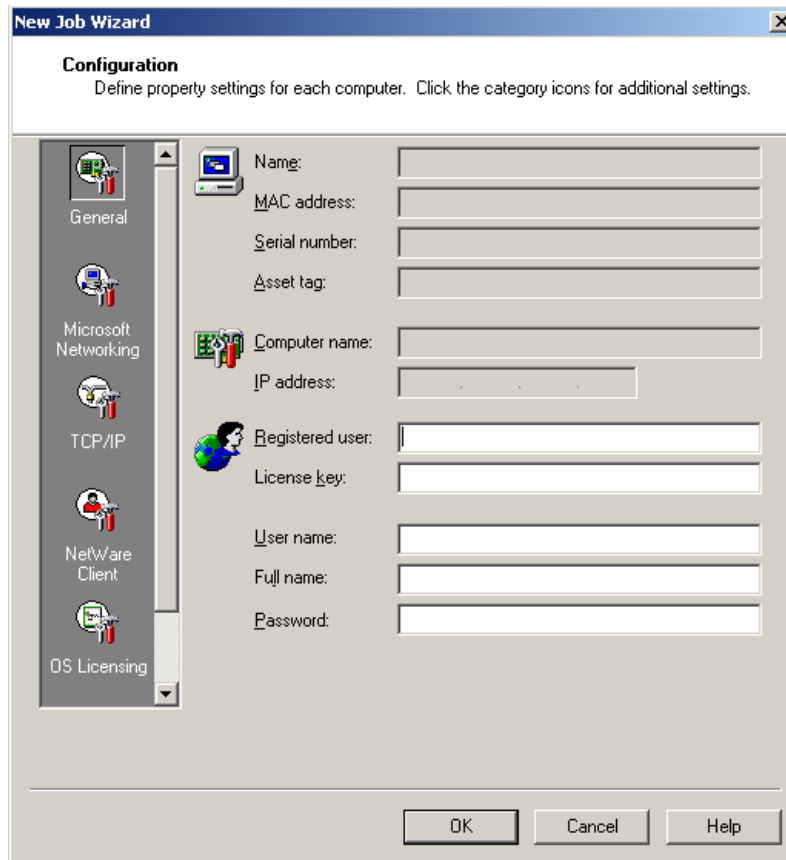 New Job Wizard
Configuration
Define property settings for each computer. Click the category icons for additional settings.
General
Microsoft
Networking
TCP/IP
NetWare
Client
OS Licensing
Name:
MAC address:
Serial number:
Asset tag:
Computer name:
IP address:
Registered user:
License key:
User name:
Full name:
Password:
OK
Cancel
Help